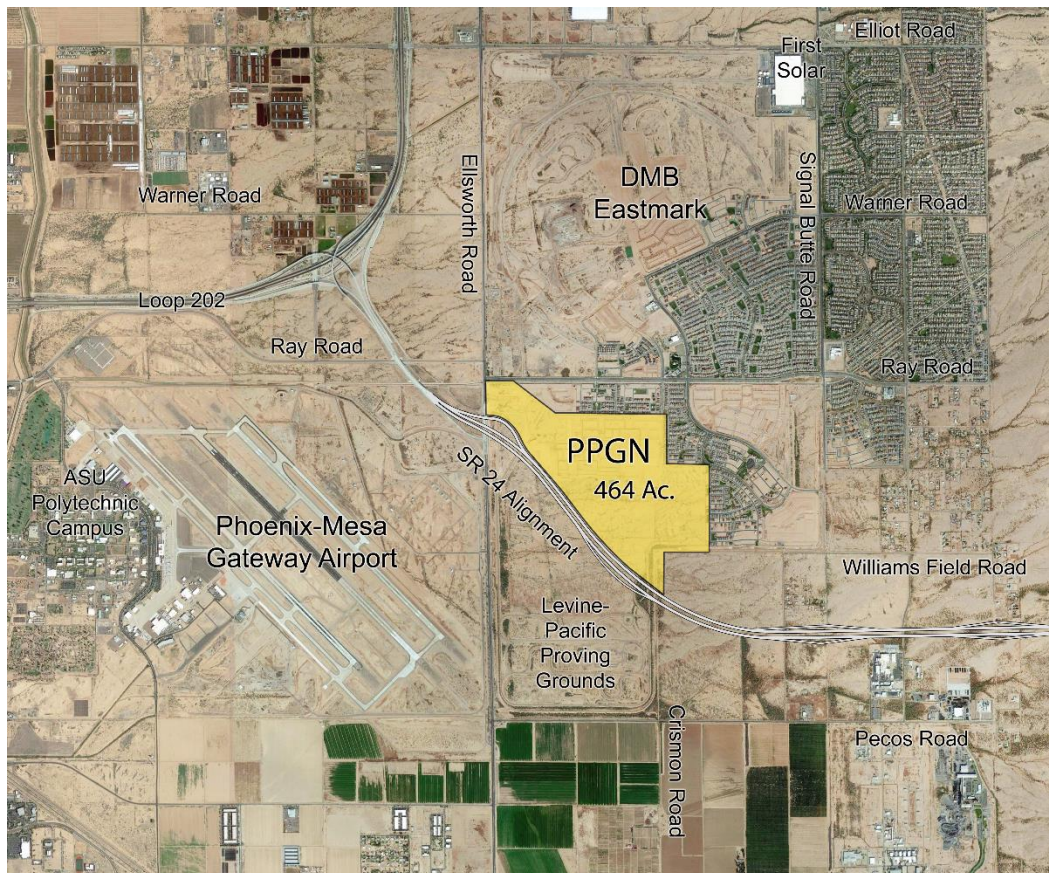 Elliot Road
First
Solar
DMB
Eastmark
Ellsworth
Road
Signal Butte Road
Warner Road
Warner Road
Loop 202
Ray Road
Ray Road
PPGN
464 Ac.
SR 24 Alignment
ASU
Polytechnic
Campus
Phoenix-Mesa
Gateway Airport
Williams Field Road
Levine-
Pacific
Proving
Grounds
Crismon Road
Pecos Road